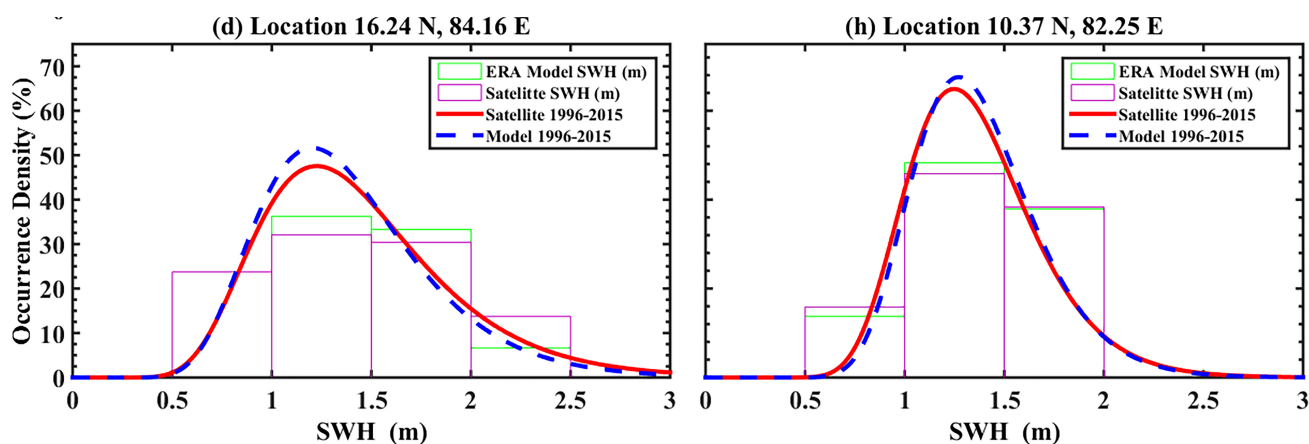 (d) Location 16.24 N, 84.16 E
(h) Location 10.37 N, 82.25 E
Occurrence Density (%)
70
60
50
40
30
20
10
0
ERA Model SWH (m)
Satelitte SWH (m)
Satellite 1996-2015
Model 1996-2015
ERA Model SWH (m)
Satelitte SWH (m)
Satellite 1996-2015
Model 1996-2015
0 0.5 1 1.5 2 2.5 3
0 0.5 1 1.5 2 2.5 3
SWH (m)
SWH (m)